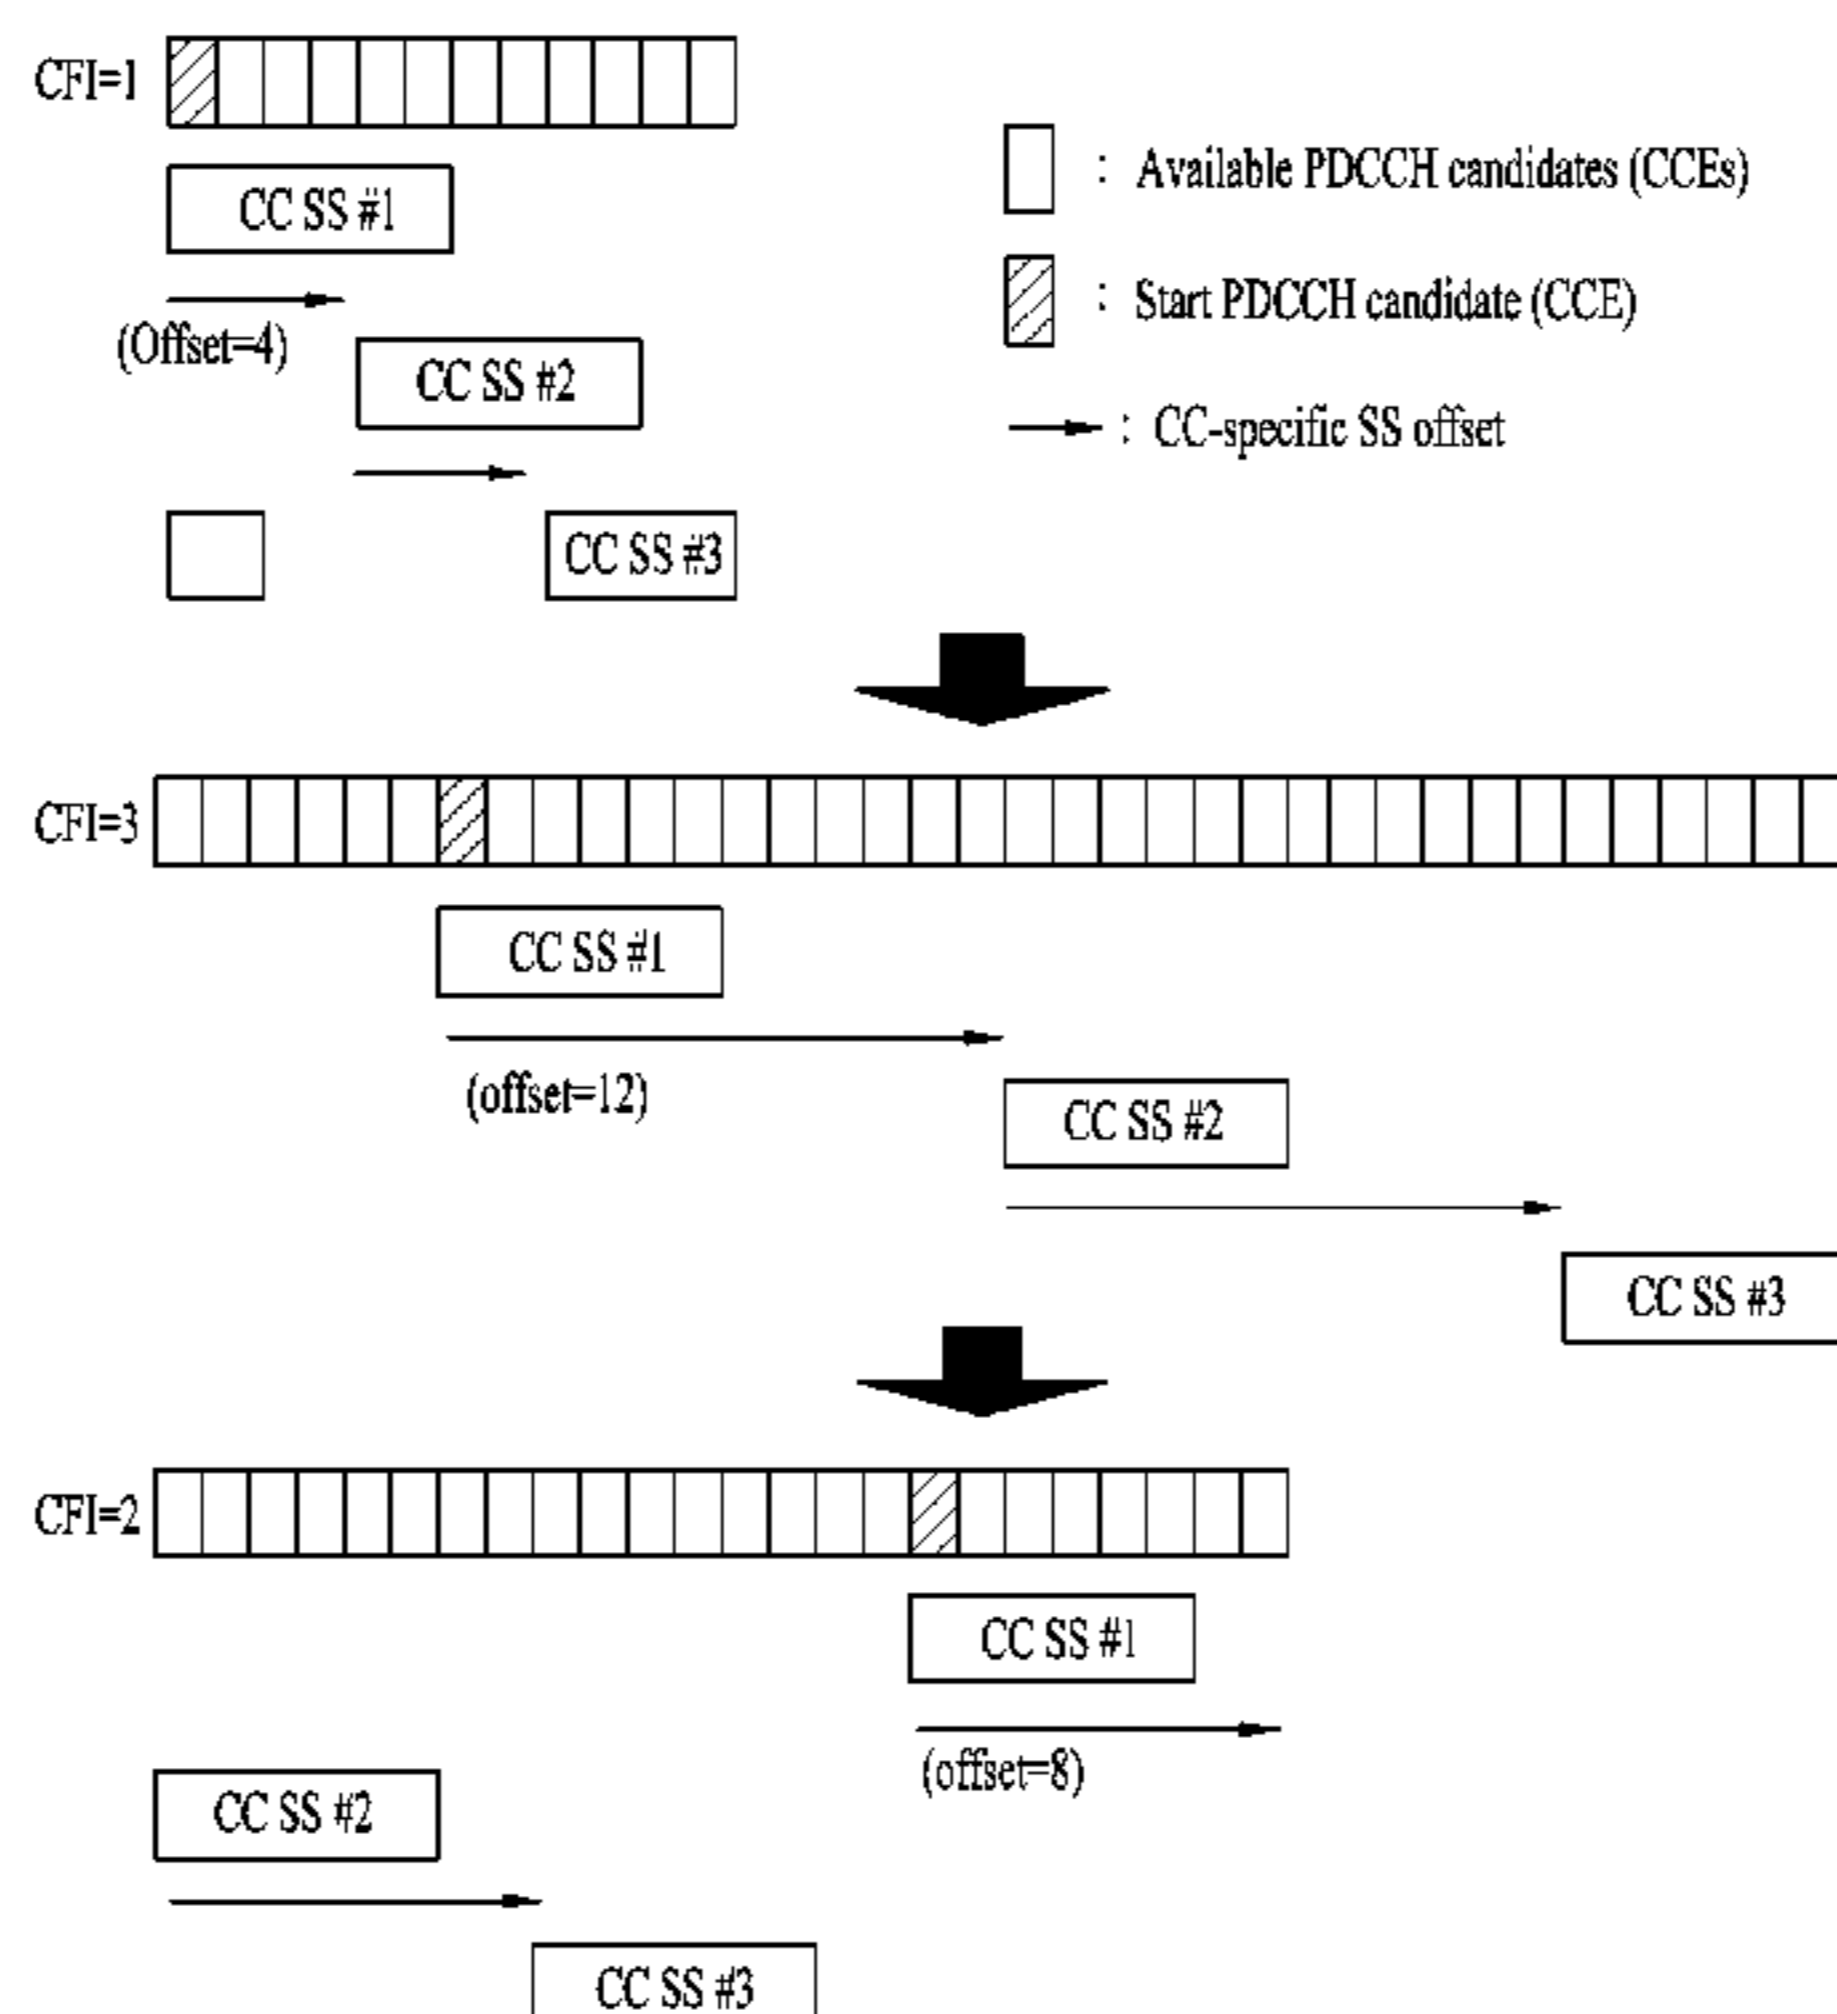 CFI=1
CC SS #1
: Available PDCCH candidates (CCEs)
: Start PDCCH candidate (CCE)
(Offset=4)
CC SS #2
: CC-specific SS offset
CC SS #3
CFI=3
CC SS #1
(offset=12)
CC SS #2
CC SS #3
CFI=2
CC SS #1
(offset=8)
CC SS #2
CC SS #3